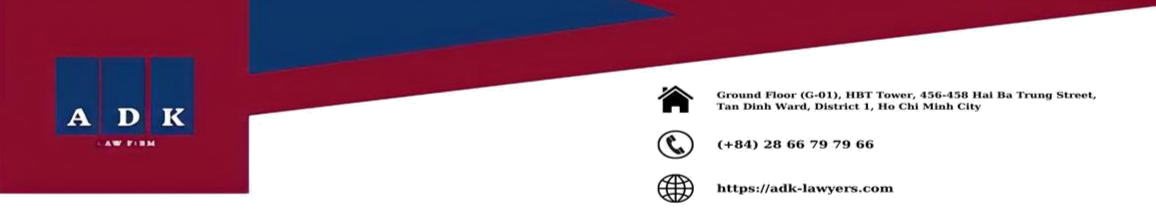 A D K
LAW FIRM
Ground Floor (G-01), HBT Tower, 456-458 Hai Ba Trung Street,
Tan Dinh Ward, District 1, Ho Chi Minh City
(+84) 28 66 79 79 66
https://adk-lawyers.com